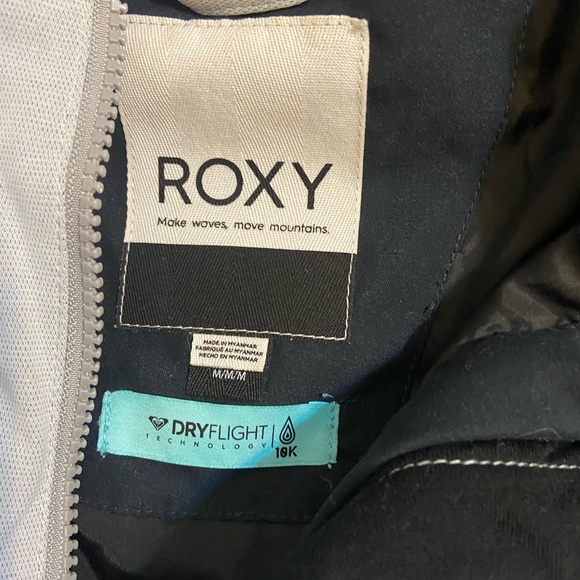 ROXY
Make waves, move mountains.
MADE IN MYANMAR
FABRIQUÉ AU MYANMAR
HECHO EN MYANMAR
M/M/M
DRYFLIGHT
TECHNOLOGY
10K